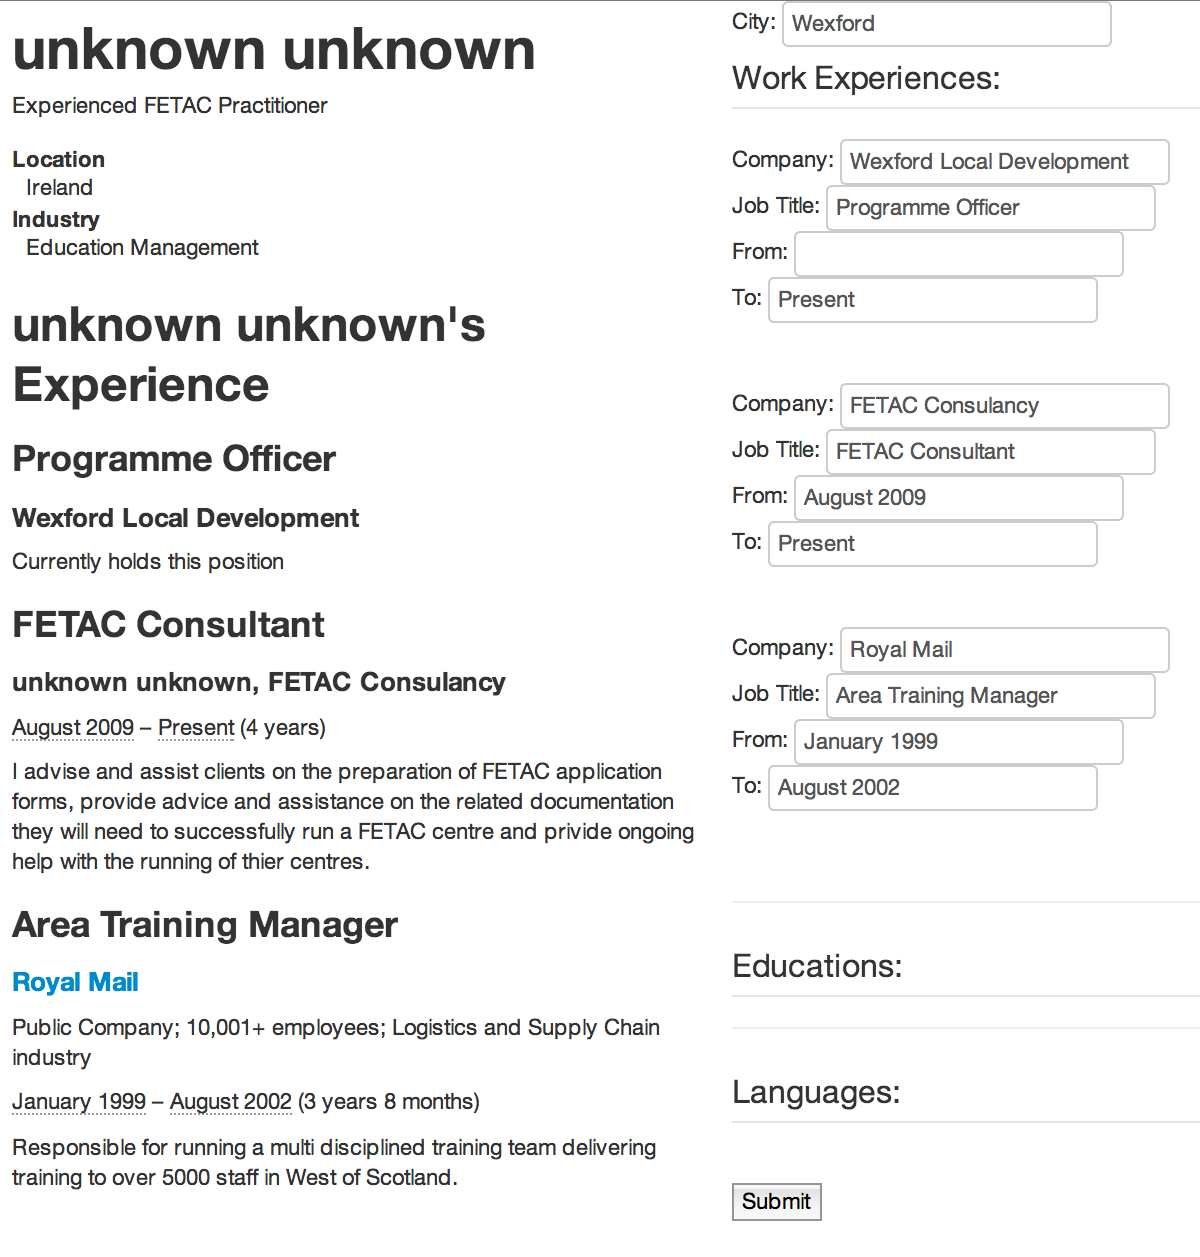 unknown unknown
Experienced FETAC Practitioner
Location
Ireland
Industry
Education Management
unknown unknown's
Experience
Programme Officer
Wexford Local Development
Currently holds this position
FETAC Consultant
unknown unknown, FETAC Consulancy
August 2009 – Present (4 years)
I advise and assist clients on the preparation of FETAC application
forms, provide advice and assistance on the related documentation
they will need to successfully run a FETAC centre and privide ongoing
help with the running of thier centres.
Area Training Manager
Royal Mail
Public Company; 10,001+ employees; Logistics and Supply Chain
industry
January 1999 – August 2002 (3 years 8 months)
Responsible for running a multi disciplined training team delivering
training to over 5000 staff in West of Scotland.
City: Wexford
Work Experiences:
Company: Wexford Local Development
Job Title: Programme Officer
From:
To: Present
Company: FETAC Consulancy
Job Title: FETAC Consultant
From: August 2009
To: Present
Company: Royal Mail
Job Title: Area Training Manager
From: January 1999
To: August 2002
Educations:
Languages:
Submit